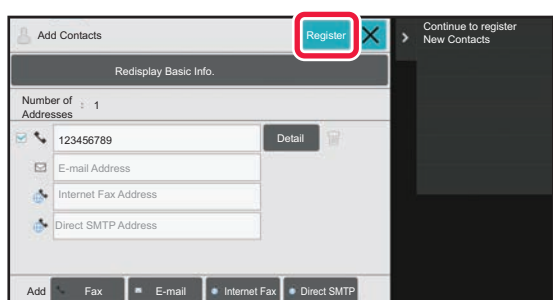 Add Contacts
Register
Continue to register
New Contacts
Redisplay Basic Info.
Number of
Addresses
: 1
123456789
Detail
E-mail Address
Internet Fax Address
Direct SMTP Address
Add
Fax
E-mail
Internet Fax
Direct SMTP